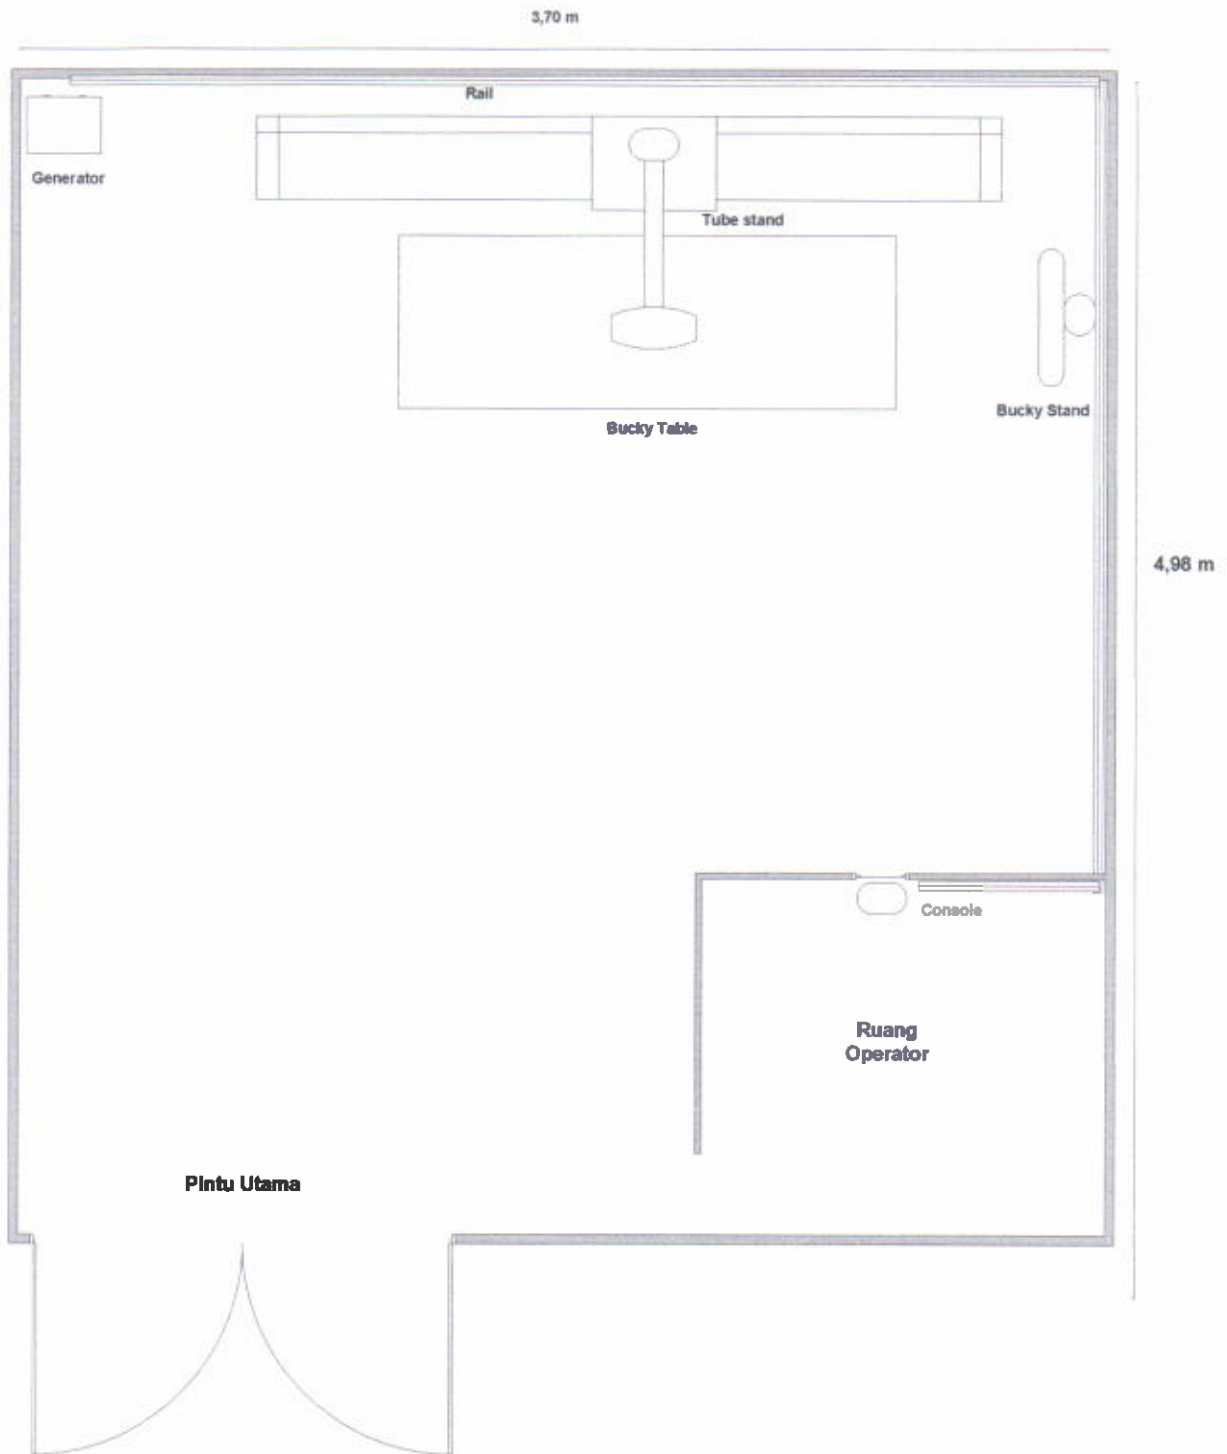 3,70 m
Rail
Generator
Tube stand
Bucky Stand
Bucky Table
4,98 m
Console
Ruang
Operator
Pintu Utama